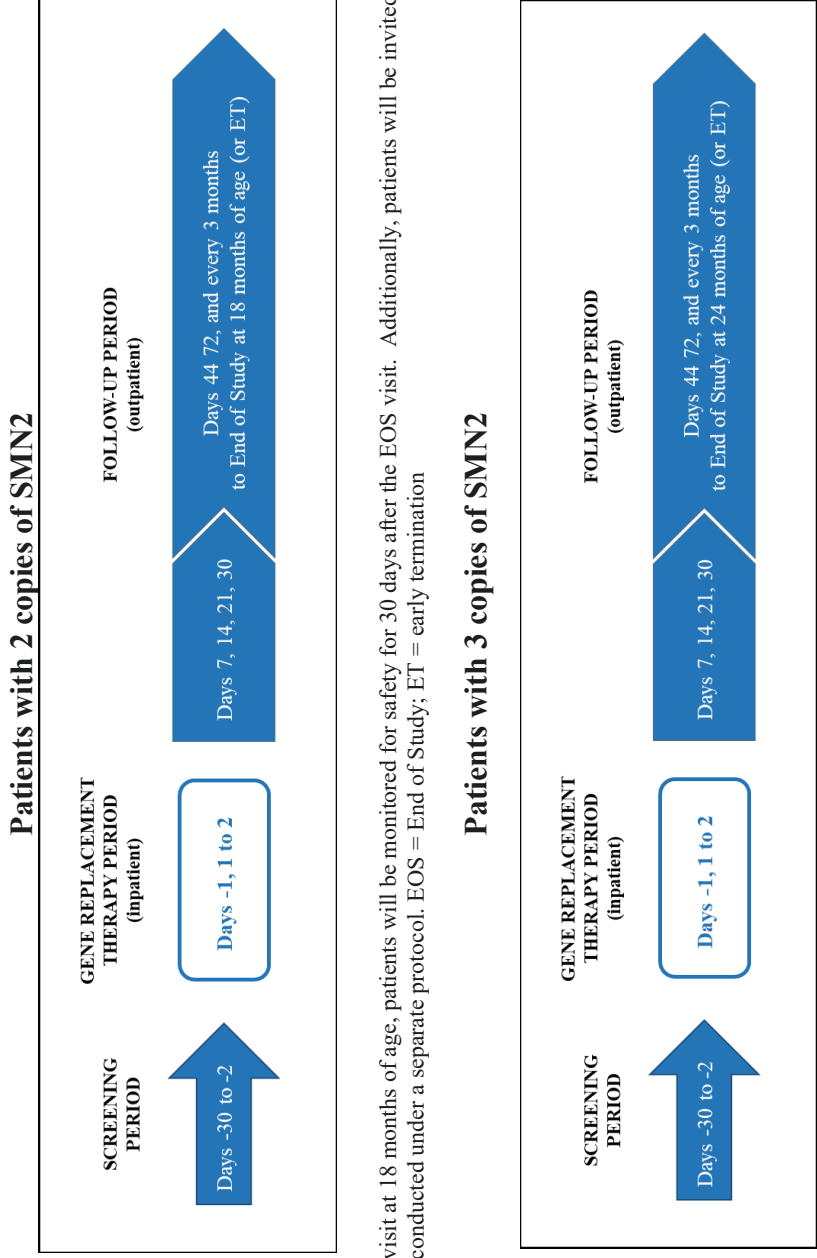 Patients with 2 copies of SMN2
SCREENING
PERIOD
GENE REPLACEMENT
THERAPY PERIOD
(inpatient)
FOLLOW-UP PERIOD
(outpatient)
Days -30 to -2
Days -1, 1 to 2
Days 7, 14, 21, 30
Days 44 72, and every 3 months
to End of Study at 18 months of age (or ET)
visit at 18 months of age, patients will be monitored for safety for 30 days after the EOS visit. Additionally, patients will be invited
conducted under a separate protocol. EOS = End of Study; ET = early termination
Patients with 3 copies of SMN2
SCREENING
PERIOD
GENE REPLACEMENT
THERAPY PERIOD
(inpatient)
FOLLOW-UP PERIOD
(outpatient)
Days -30 to -2
Days -1, 1 to 2
Days 7, 14, 21, 30
Days 44 72, and every 3 months
to End of Study at 24 months of age (or ET)